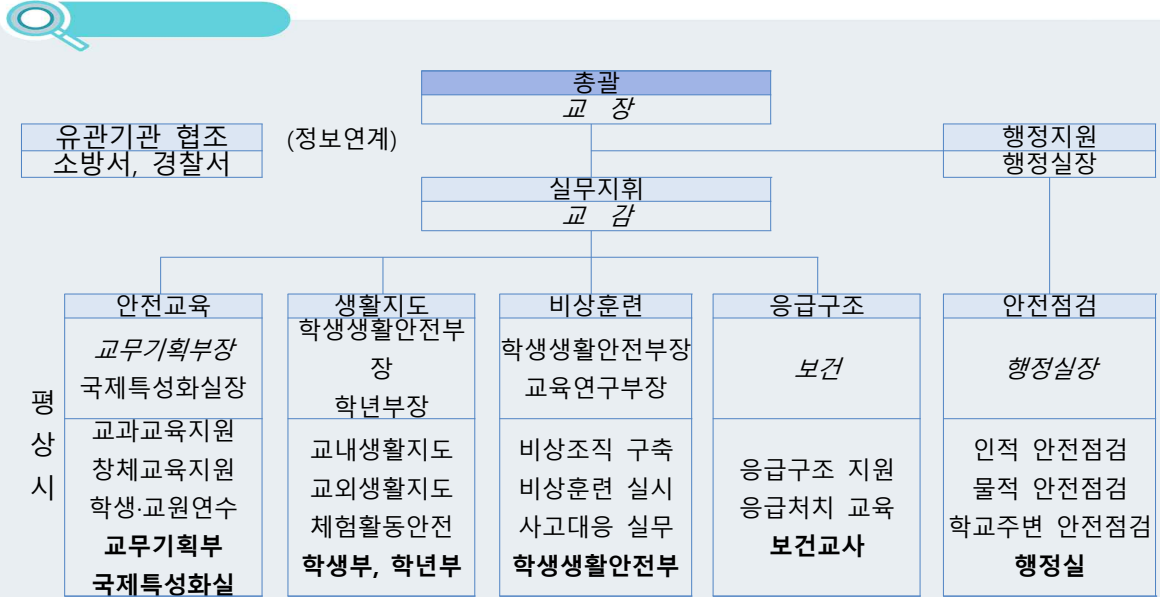 총괄
교 장
유관기관 협조
소방서, 경찰서
(정보연계)
행정지원
행정실장
실무지휘
교 감
평
상
시
안전교육
교무기획부장
국제특성화실장
교과교육지원
창체교육지원
학생·교원연수
교무기획부
국제특성화실
생활지도
학생생활안전부
장
학년부장
교내생활지도
교외생활지도
체험활동안전
학생부, 학년부
비상훈련
학생생활안전부장
교육연구부장
비상조직 구축
비상훈련 실시
사고대응 실무
학생생활안전부
응급구조
보건
응급구조 지원
응급처치 교육
보건교사
안전점검
행정실장
인적 안전점검
물적 안전점검
학교주변 안전점검
행정실